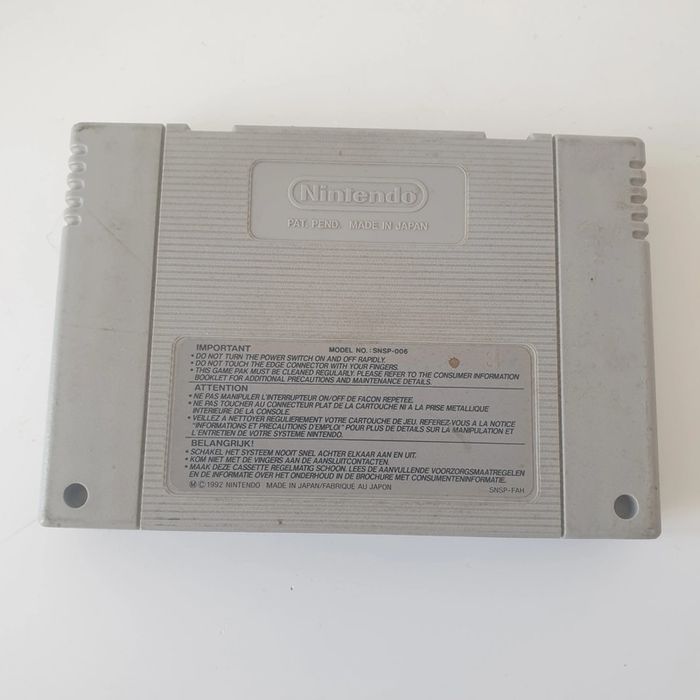 Nintendo®
PAT. PEND. MADE IN JAPAN
IMPORTANT MODEL NO.: SNSP-006
• DO NOT TURN THE POWER SWITCH ON AND OFF RAPIDLY.
• DO NOT TOUCH THE EDGE CONNECTOR WITH YOUR FINGERS.
• THIS GAME PAK MUST BE CLEANED REGULARLY. PLEASE REFER TO THE CONSUMER INFORMATION
BOOKLET FOR ADDITIONAL PRECAUTIONS AND MAINTENANCE DETAILS.
ATTENTION
• NE PAS MANIPULER L'INTERRUPTEUR ON/OFF DE FACON REPETEE.
• NE PAS TOUCHER AU CONNECTEUR PLAT DE LA CARTOUCHE NI A LA PRISE METALLIQUE
INTERIEURE DE LA CONSOLE.
• VEILLEZ A NETTOYER REGULIEREMENT VOTRE CARTOUCHE DE JEU. REFEREZ-VOUS A LA NOTICE
"INFORMATIONS ET PRECAUTIONS D'EMPLOI" POUR PLUS DE DETAILS SUR LA MANIPULATION ET
L'ENTRETIEN DE VOTRE SYSTEME NINTENDO.
BELANGRIJK!
• SCHAKEL HET SYSTEEM NOOIT SNEL ACHTER ELKAAR AAN EN UIT.
• KOM NIET MET DE VINGERS AAN DE AANSLUITCONTACTEN.
• MAAK DEZE CASSETTE REGELMATIG SCHOON. LEES DE AANVULLENDE VOORZORGSMAATREGELEN
EN DE INFORMATIE OVER HET ONDERHOUD IN DE BROCHURE MET CONSUMENTENINFORMATIE.
Ⓜ © 1992 NINTENDO MADE IN JAPAN/FABRIQUE AU JAPON SNSP-FAH